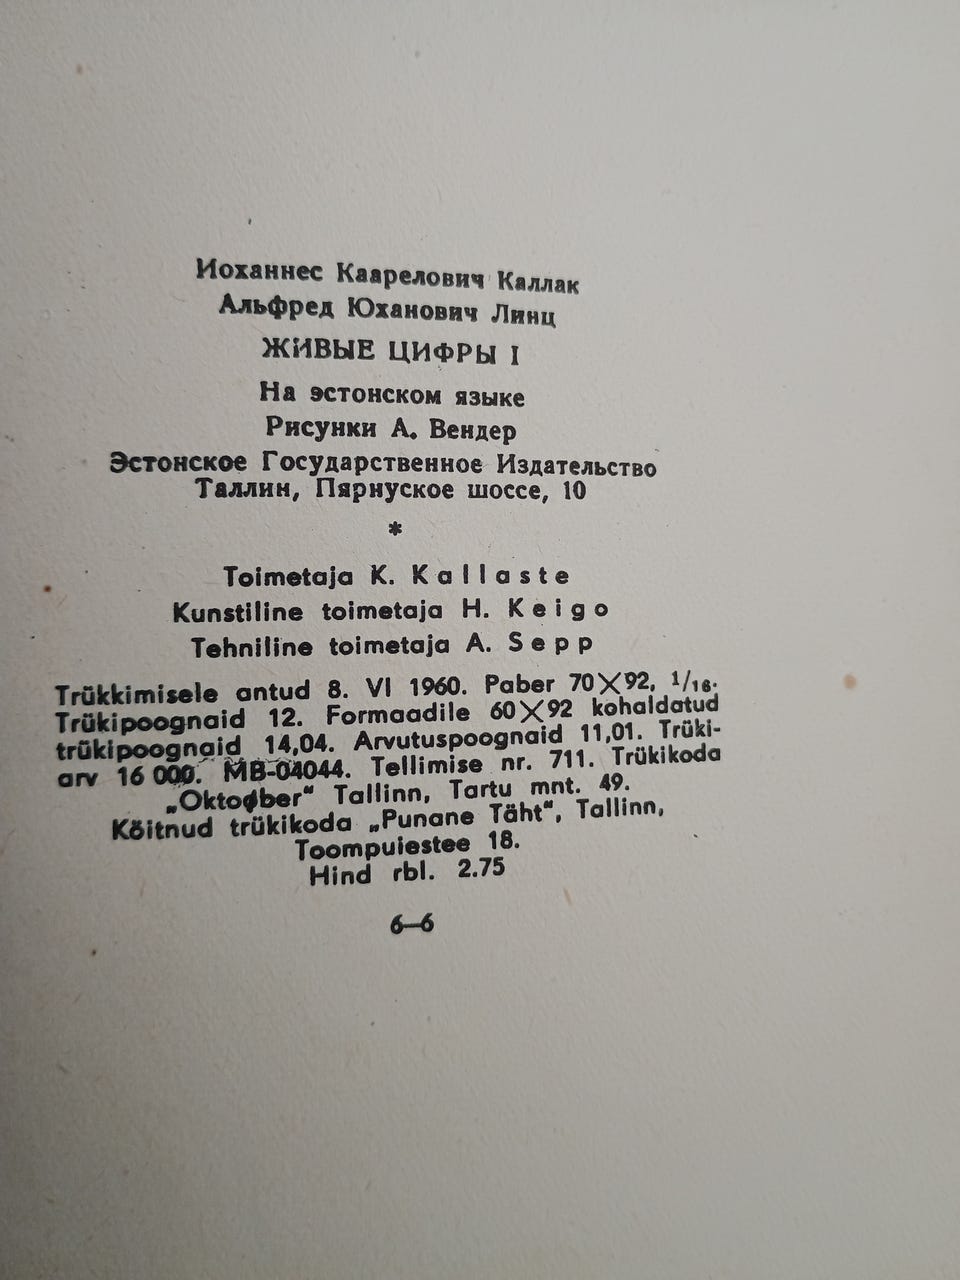 Иоханнес Каарелович Каллак
Альфред Юханович Линц
ЖИВЫЕ ЦИФРЫ I
На эстонском языке
Рисунки А. Вендер
Эстонское Государственное Издательство
Таллин, Пярнуское шоссе, 10
*
Toimetaja K. Kallaste
Kunstiline toimetaja H. Keigo
Tehniline toimetaja A. Sepp
Trükkimisele antud 8. VI 1960. Paber 70×92, 1/16.
Trükipoognaid 12. Formaadile 60×92 kohaldatud
trükipoognaid 14,04. Arvutuspoognaid 11,01. Trüki-
arv 16 000. MB-04044. Tellimise nr. 711. Trükikoda
„Oktoober“ Tallinn, Tartu mnt. 49.
Köitnud trükikoda „Punane Täht“, Tallinn,
Toompuiestee 18.
Hind rbl. 2.75
6—6